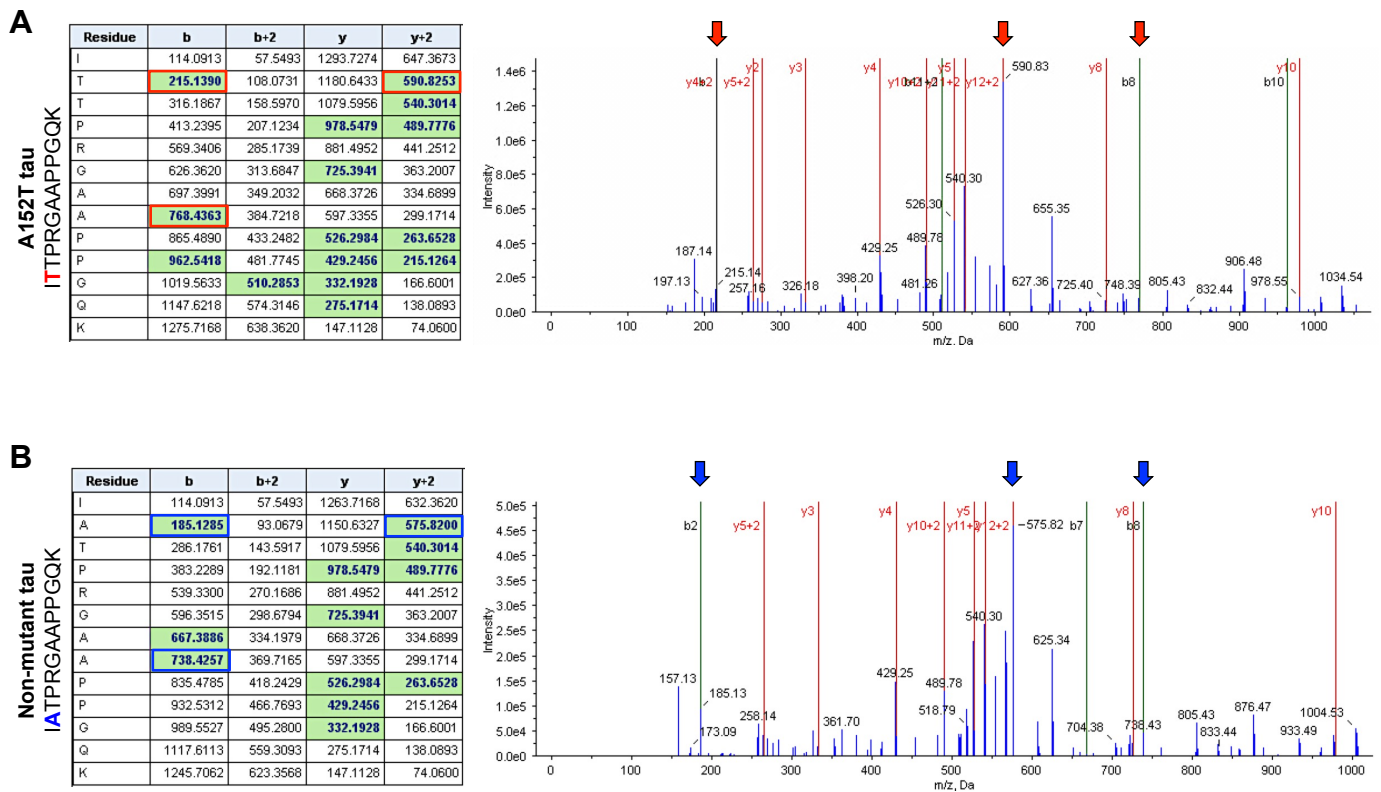 A
A152T tau
ITTPRGAAPPGQK
Residue b b+2 y y+2
I 114.0913 57.5493 1293.7274 647.3673
T 215.1390 108.0731 1180.6433 590.8253
T 316.1867 158.5970 1079.5956 540.3014
P 413.2395 207.1234 978.5479 489.7776
R 569.3406 285.1739 881.4952 441.2512
G 626.3620 313.6847 725.3941 363.2007
A 697.3991 349.2032 668.3726 334.6899
A 768.4363 384.7218 597.3355 299.1714
P 865.4890 433.2482 526.2984 263.6528
P 962.5418 481.7745 429.2456 215.1264
G 1019.5633 510.2853 332.1928 166.6001
Q 1147.6218 574.3146 275.1714 138.0893
K 1275.7168 638.3620 147.1128 74.0600
y2 y3 y4 y5 590.83 y8 y10
y5+2 y12+2 b8 b10
1.4e6
1.2e6
1.0e6
8.0e5
6.0e5
4.0e5
2.0e5
0.0e0
Intensity
540.30
526.30 655.35
489.78
429.25
187.14 906.48
197.13 215.14 257.16 326.18 398.20 481.26 627.36 725.40 748.39 805.43 832.44 978.55 1034.54
0 100 200 300 400 500 600 700 800 900 1000
m/z, Da
B
Non-mutant tau
IATPRGAAPPGQK
Residue b b+2 y y+2
I 114.0913 57.5493 1263.7168 632.3620
A 185.1285 93.0679 1150.6327 575.8200
T 286.1761 143.5917 1079.5956 540.3014
P 383.2289 192.1181 978.5479 489.7776
R 539.3300 270.1686 881.4952 441.2512
G 596.3515 298.6794 725.3941 363.2007
A 667.3886 334.1979 668.3726 334.6899
A 738.4257 369.7165 597.3355 299.1714
P 835.4785 418.2429 526.2984 263.6528
P 932.5312 466.7693 429.2456 215.1264
G 989.5527 495.2800 332.1928 166.6001
Q 1117.6113 559.3093 275.1714 138.0893
K 1245.7062 623.3568 147.1128 74.0600
y3 y4 y5 y8 y10
b2 y5+2 y10+2 y11+2 y12+2 575.82 b7 b8
5.0e5
4.5e5
4.0e5
3.5e5
3.0e5
2.5e5
2.0e5
1.5e5
1.0e5
5.0e4
0.0e0
Intensity
540.30
625.34
157.13 429.25 489.78
185.13
173.09 258.14 361.70 518.79 704.38 738.43 805.43 833.44 876.47 933.49 1004.53
0 100 200 300 400 500 600 700 800 900 1000
m/z, Da